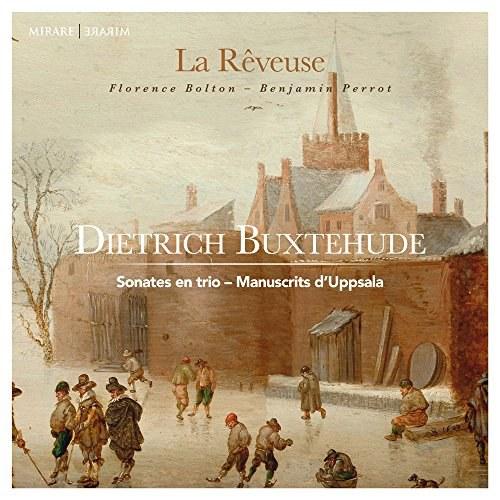 MIRARE | MIRARE
La Rêveuse
Florence Bolton – Benjamin Perrot
DIETRICH BUXTEHUDE
Sonates en trio – Manuscrits d'Uppsala